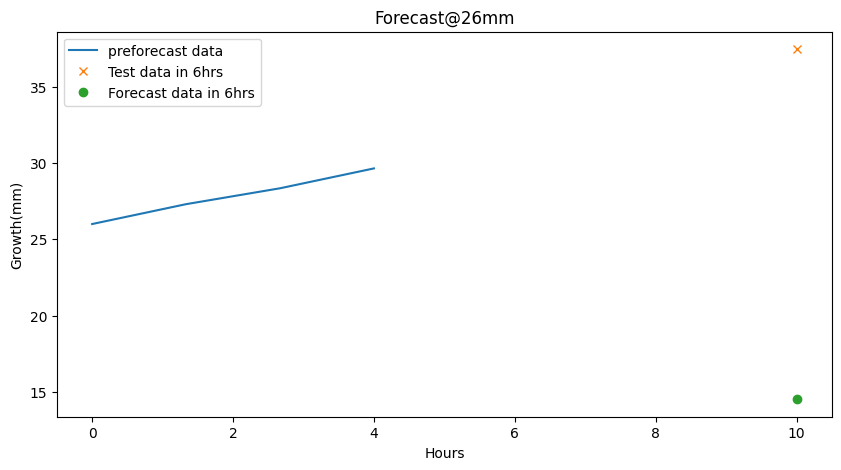 Forecast@26mm
preforecast data
Test data in 6hrs
Forecast data in 6hrs
35
30
25
20
15
Growth(mm)
0 2 4 6 8 10
Hours